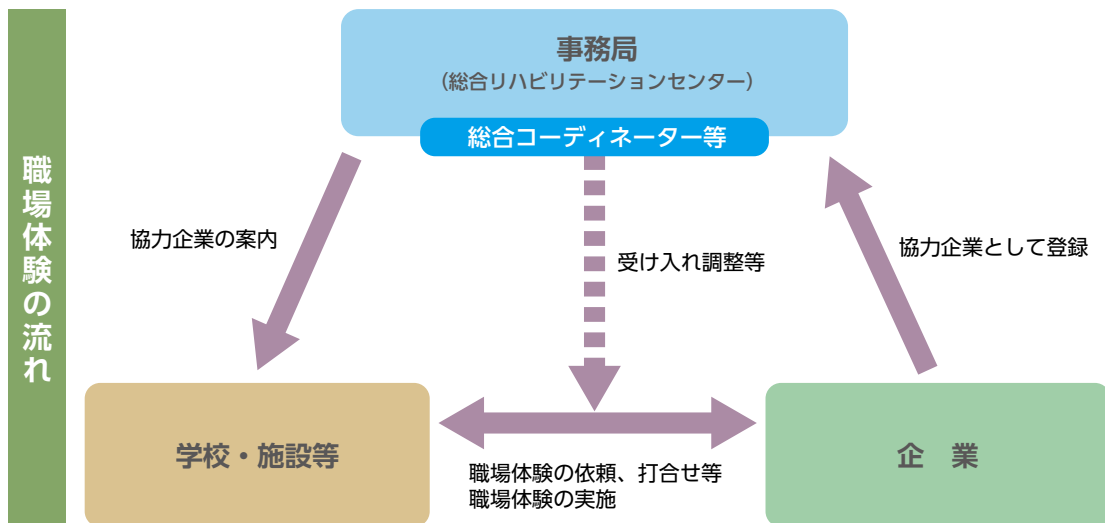 職場体験の流れ
事務局
（総合リハビリテーションセンター）
総合コーディネーター等
協力企業の案内
受け入れ調整等
協力企業として登録
学校・施設等
企　業
職場体験の依頼、打合せ等
職場体験の実施